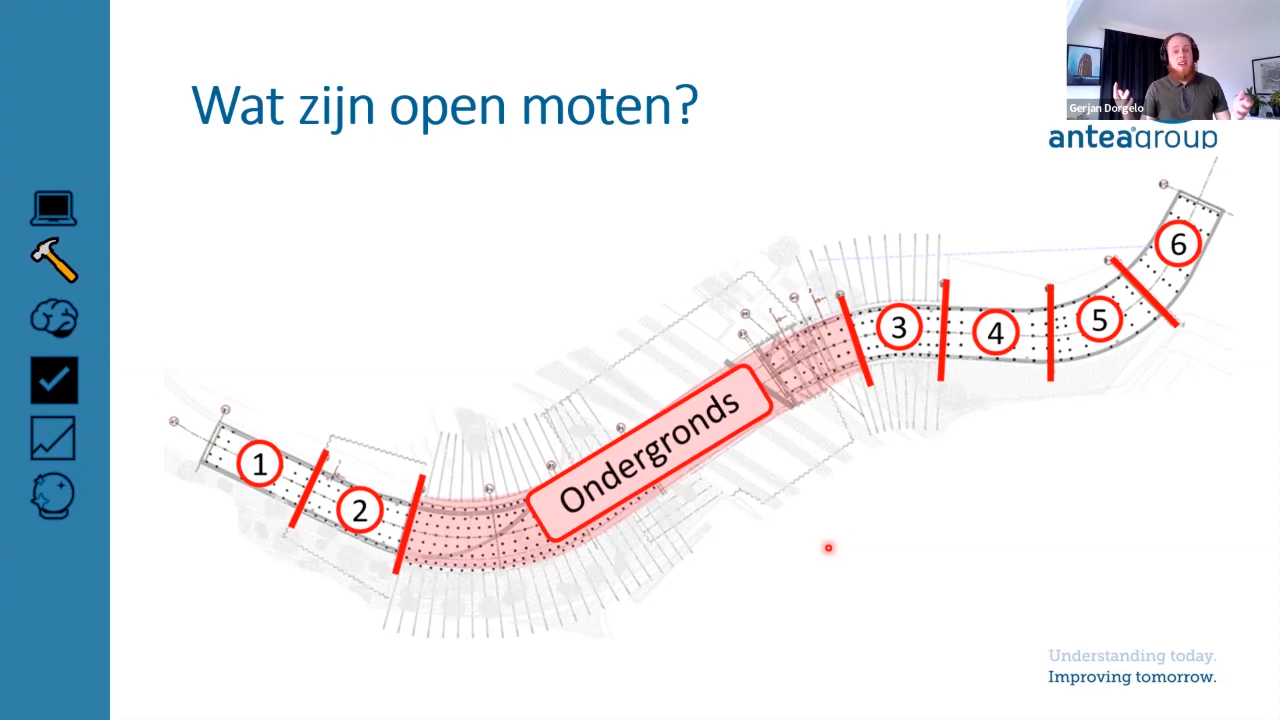 Wat zijn open moten?
Gerjan Dorgelo
anteagroup
6
5
3
4
Ondergronds
1
2
Understanding today.
Improving tomorrow.